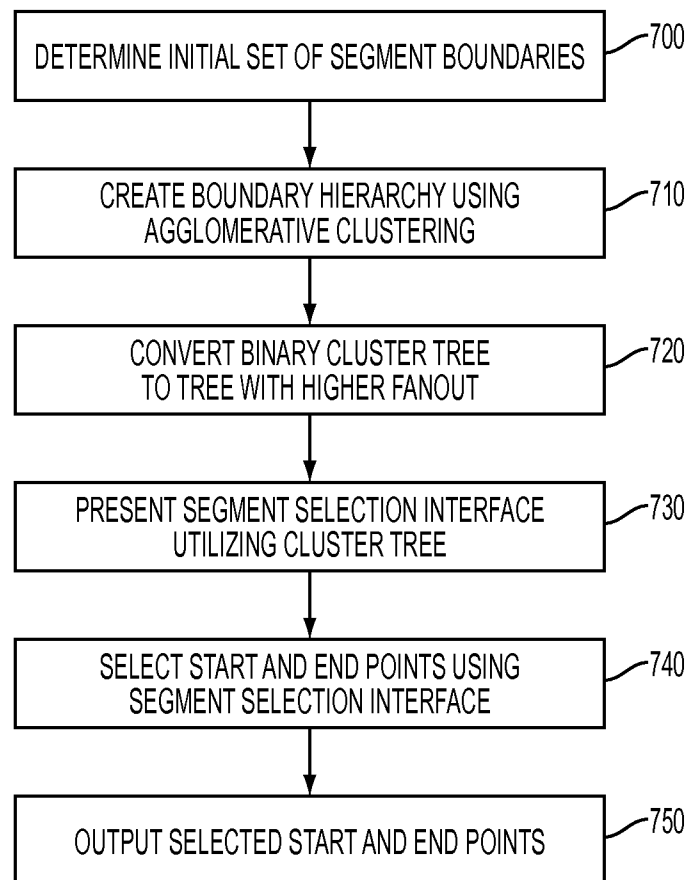 DETERMINE INITIAL SET OF SEGMENT BOUNDARIES
700
CREATE BOUNDARY HIERARCHY USING
AGGLOMERATIVE CLUSTERING
710
CONVERT BINARY CLUSTER TREE
TO TREE WITH HIGHER FANOUT
720
PRESENT SEGMENT SELECTION INTERFACE
UTILIZING CLUSTER TREE
730
SELECT START AND END POINTS USING
SEGMENT SELECTION INTERFACE
740
OUTPUT SELECTED START AND END POINTS
750